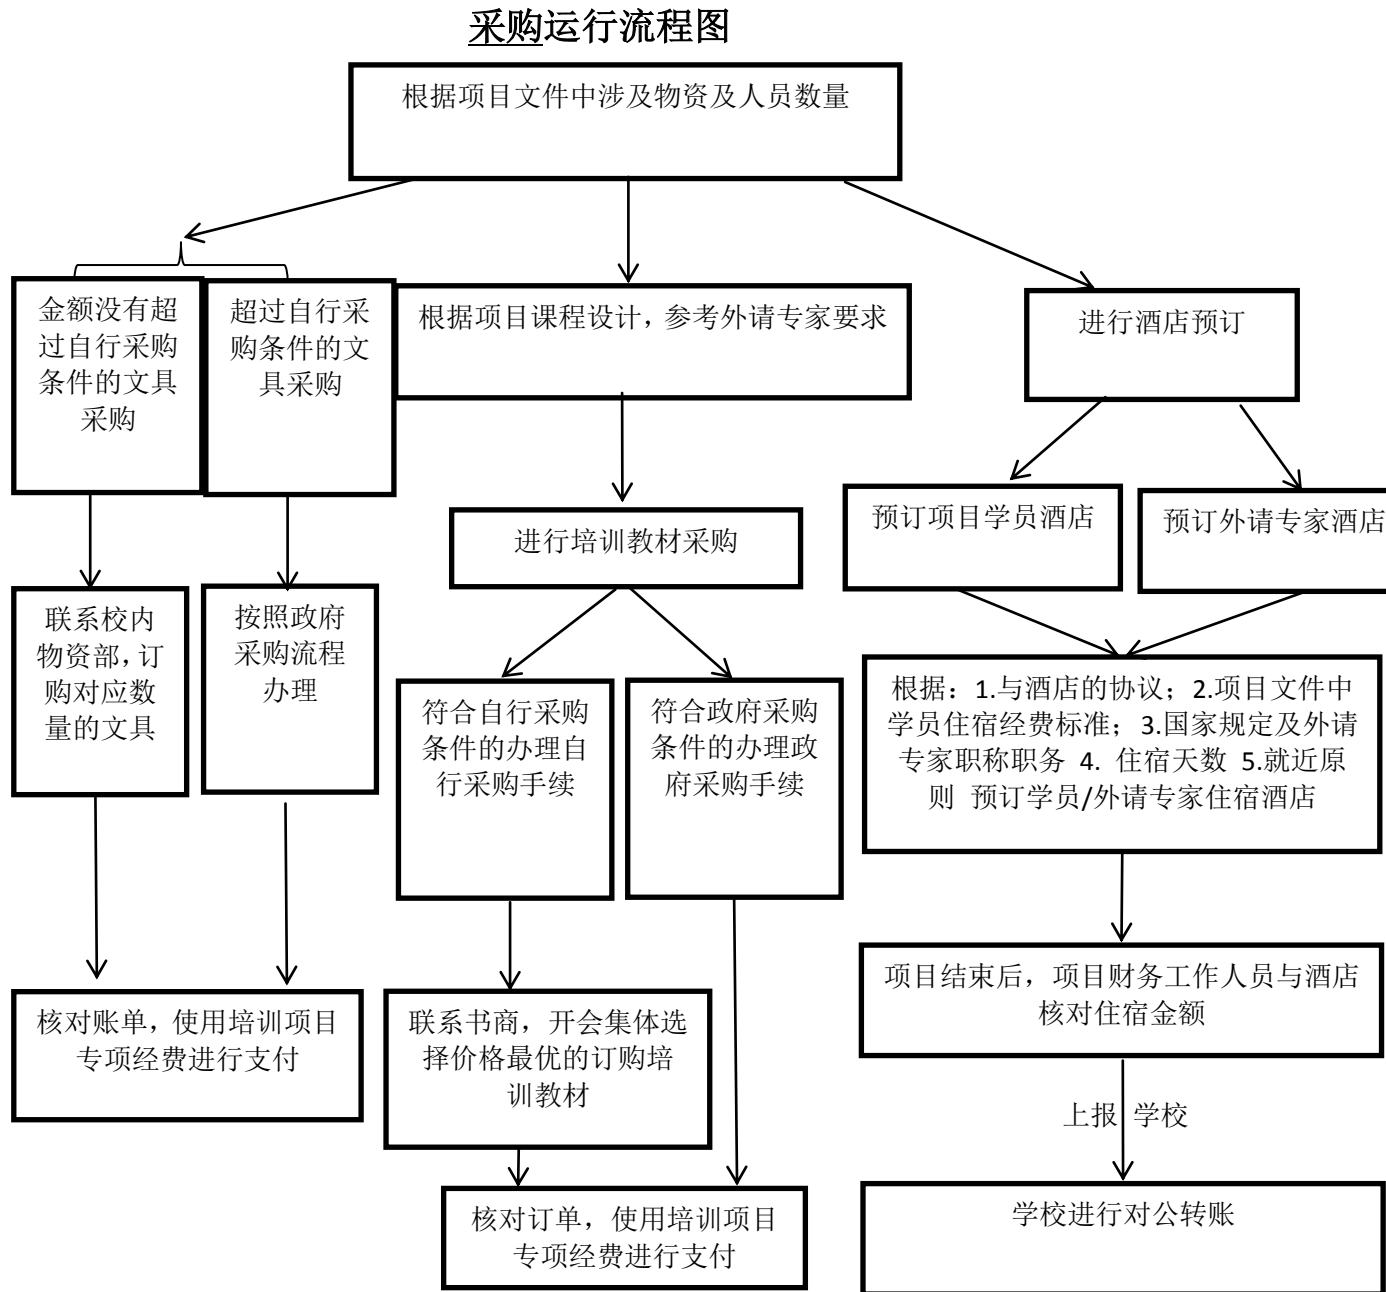 采购运行流程图
根据项目文件中涉及物资及人员数量
金额没有超
过自行采购
条件的文具
采购
超过自行采
购条件的文
具采购
根据项目课程设计，参考外请专家要求
进行酒店预订
进行培训教材采购
预订项目学员酒店
预订外请专家酒店
联系校内
物资部，订
购对应数
量的文具
按照政府
采购流程
办理
符合自行采购
条件的办理自
行采购手续
符合政府采购
条件的办理政
府采购手续
根据：1.与酒店的协议；2.项目文件中
学员住宿经费标准；3.国家规定及外请
专家职称职务 4. 住宿天数 5.就近原
则 预订学员/外请专家住宿酒店
核对账单，使用培训项目
专项经费进行支付
联系书商，开会集体选
择价格最优的订购培
训教材
项目结束后，项目财务工作人员与酒店
核对住宿金额
上报 学校
核对订单，使用培训项目
专项经费进行支付
学校进行对公转账